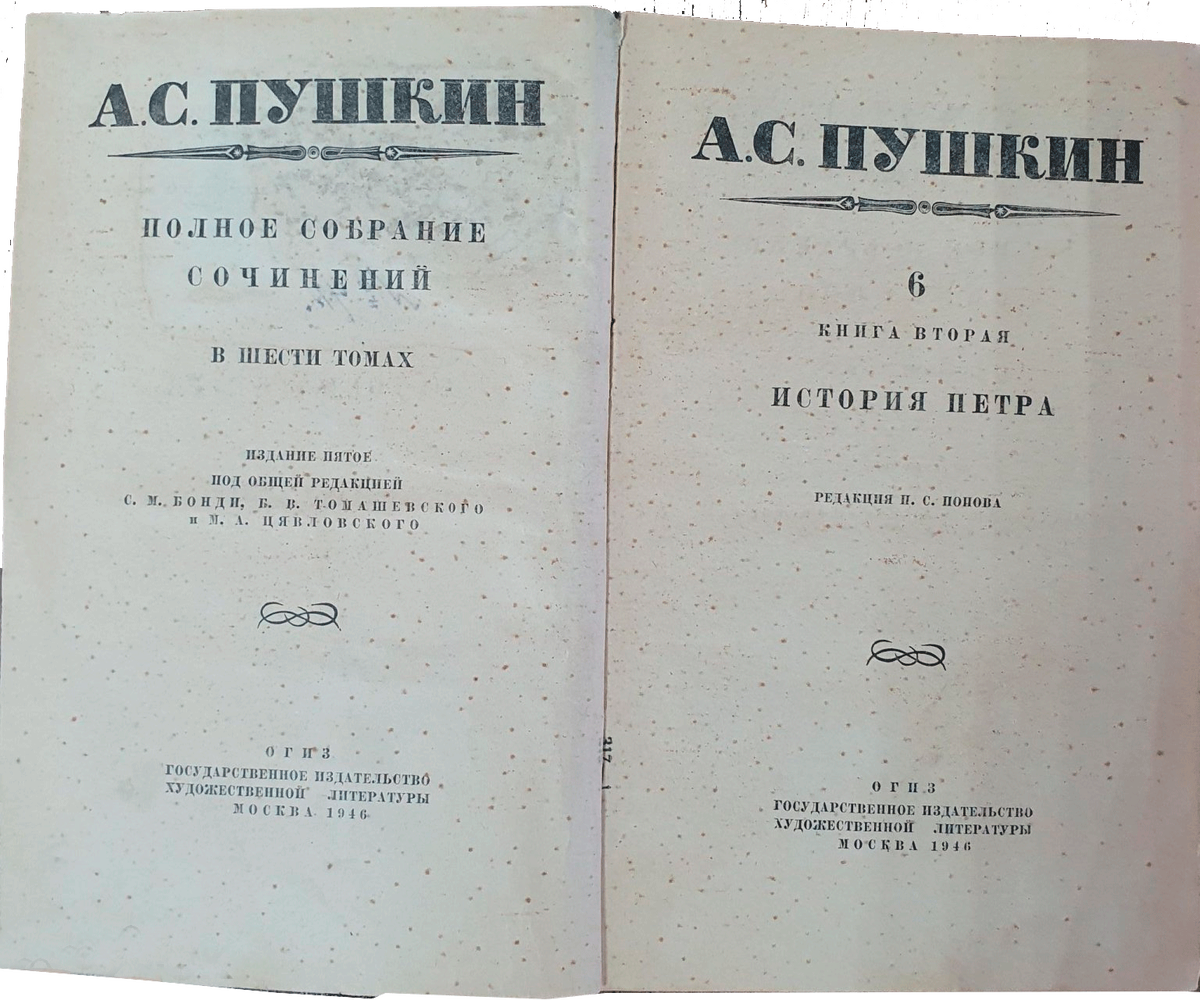 А.С. ПУШКИН
ПОЛНОЕ СОБРАНИЕ
СОЧИНЕНИЙ
В ШЕСТИ ТОМАХ
ИЗДАНИЕ ПЯТОЕ
ПОД ОБЩЕЙ РЕДАКЦИЕЙ
С. М. БОНДИ, Б. В. ТОМАШЕВСКОГО
и М. А. ЦЯВЛОВСКОГО
ОГИЗ
ГОСУДАРСТВЕННОЕ ИЗДАТЕЛЬСТВО
ХУДОЖЕСТВЕННОЙ ЛИТЕРАТУРЫ
МОСКВА 1946
А.С. ПУШКИН
6
КНИГА ВТОРАЯ
ИСТОРИЯ ПЕТРА
РЕДАКЦИЯ П. С. ПОПОВА
ОГИЗ
ГОСУДАРСТВЕННОЕ ИЗДАТЕЛЬСТВО
ХУДОЖЕСТВЕННОЙ ЛИТЕРАТУРЫ
МОСКВА 1946